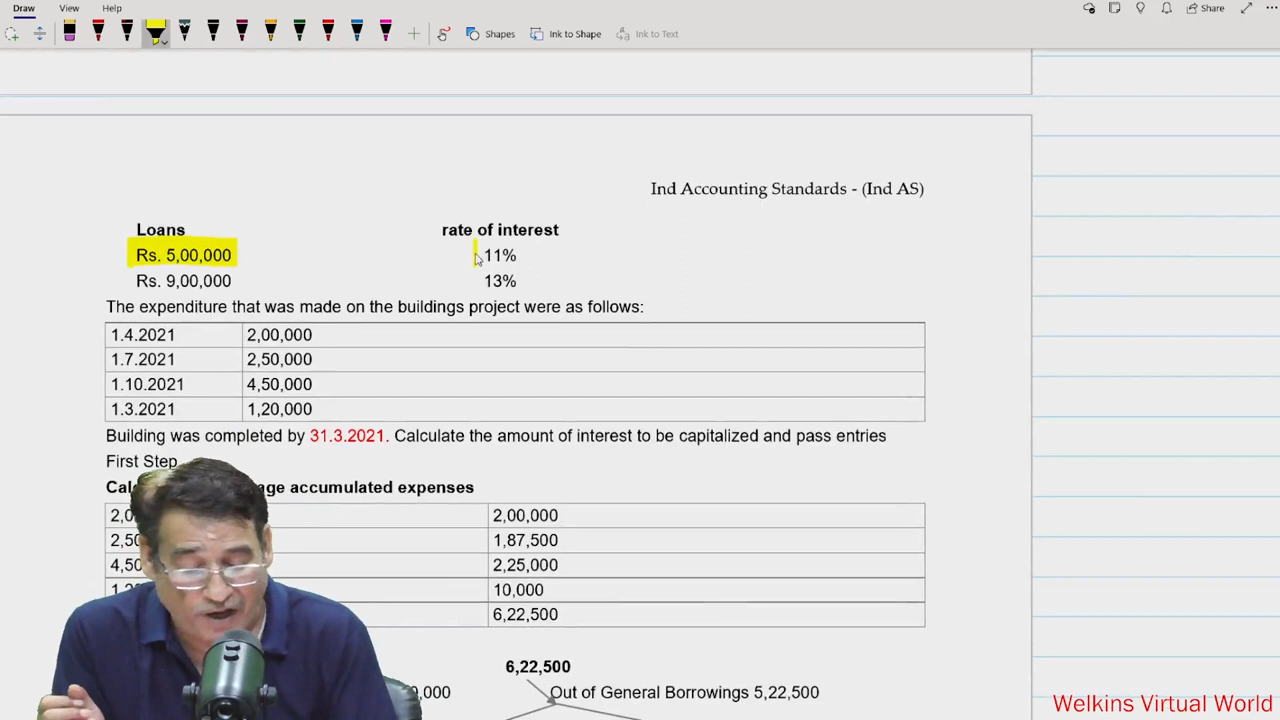 Draw View Help
Share
Shapes Ink to Shape Ink to Text
Ind Accounting Standards - (Ind AS)
Loans rate of interest
Rs. 5,00,000 11%
Rs. 9,00,000 13%
The expenditure that was made on the buildings project were as follows:
1.4.2021 2,00,000
1.7.2021 2,50,000
1.10.2021 4,50,000
1.3.2021 1,20,000
Building was completed by 31.3.2021. Calculate the amount of interest to be capitalized and pass entries
First Step
accumulated expenses
2,00,000
1,87,500
2,25,000
10,000
6,22,500
6,22,500
Out of General Borrowings 5,22,500
Welkins Virtual World